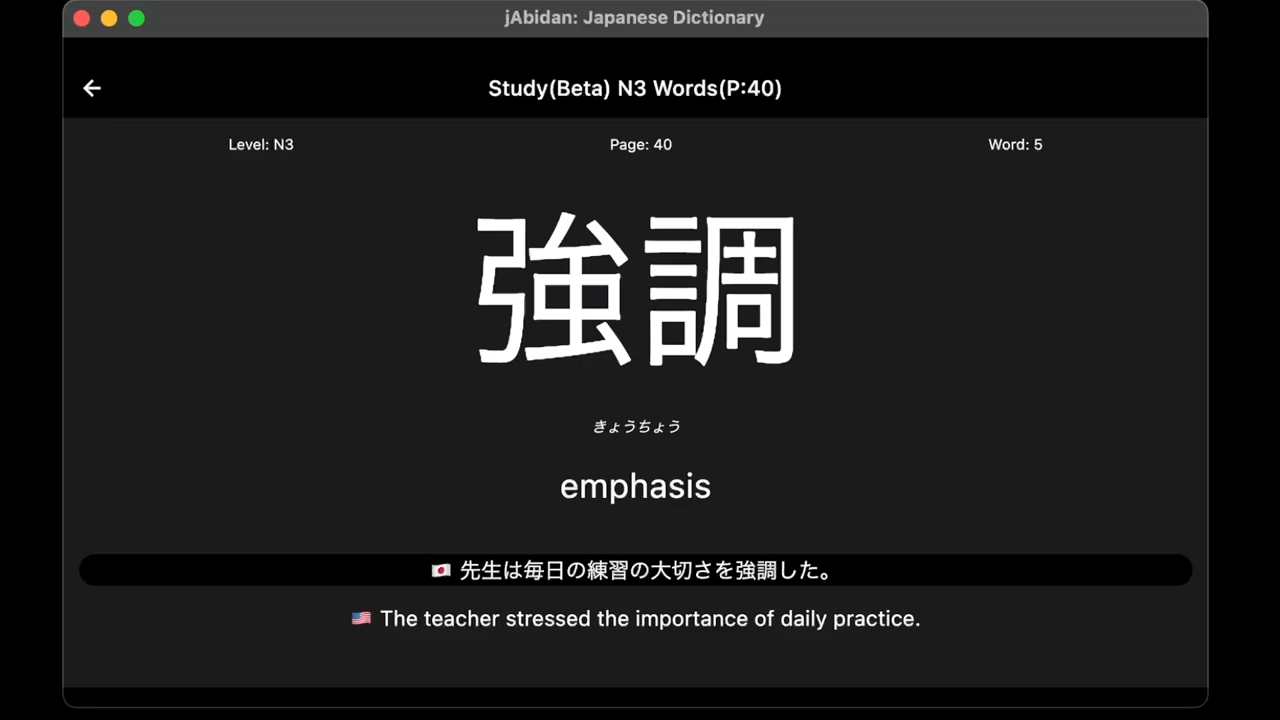 jAbidan: Japanese Dictionary
Study(Beta) N3 Words(P:40)
Level: N3 Page: 40 Word: 5
強調
きょうちょう
emphasis
🇯🇵 先生は毎日の練習の大切さを強調した。
🇺🇸 The teacher stressed the importance of daily practice.